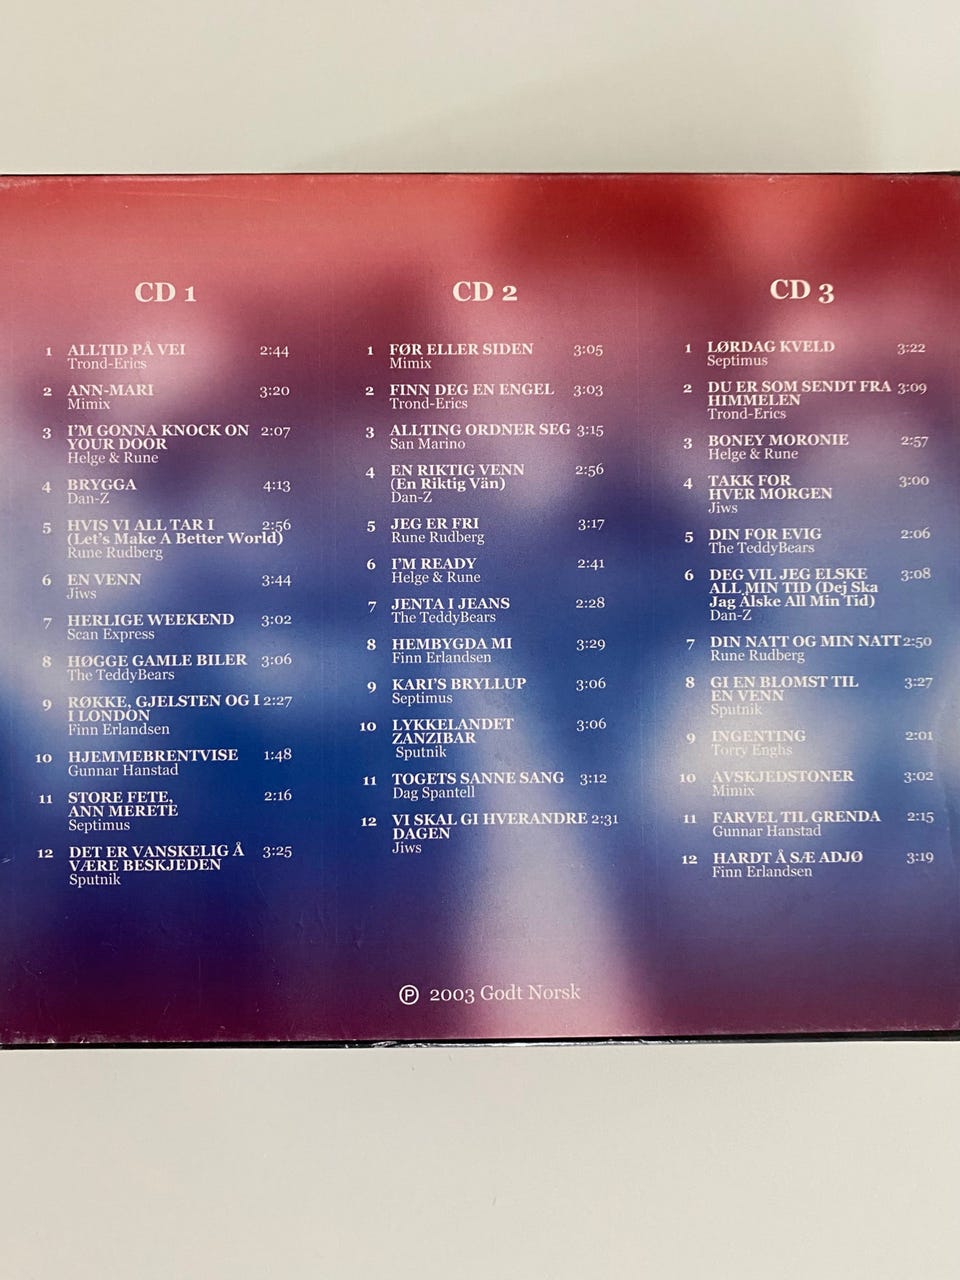 CD 1
1 ALLTID PÅ VEI 2:44
Trond-Erics
2 ANN-MARI 3:20
Mimix
3 I'M GONNA KNOCK ON 2:07
YOUR DOOR
Helge & Rune
4 BRYGGA 4:13
Dan-Z
5 HVIS VI ALL TAR I 2:56
(Let's Make A Better World)
Rune Rudberg
6 EN VENN 3:44
Jiws
7 HERLIGE WEEKEND 3:02
Scan Express
8 HØGGE GAMLE BILER 3:06
The TeddyBears
9 RØKKE, GJELSTEN OG I 2:27
I LONDON
Finn Erlandsen
10 HJEMMEBRENTVISE 1:48
Gunnar Hanstad
11 STORE FETE, 2:16
ANN MERETE
Septimus
12 DET ER VANSKELIG Å 3:25
VÆRE BESKJEDEN
Sputnik
CD 2
1 FØR ELLER SIDEN 3:05
Mimix
2 FINN DEG EN ENGEL 3:03
Trond-Erics
3 ALLTING ORDNER SEG 3:15
San Marino
4 EN RIKTIG VENN 2:56
(En Riktig Vän)
Dan-Z
5 JEG ER FRI 3:17
Rune Rudberg
6 I'M READY 2:41
Helge & Rune
7 JENTA I JEANS 2:28
The TeddyBears
8 HEMBYGDA MI 3:29
Finn Erlandsen
9 KARI'S BRYLLUP 3:06
Septimus
10 LYKKELANDET 3:06
ZANZIBAR
Sputnik
11 TOGETS SANNE SANG 3:12
Dag Spantell
12 VI SKAL GI HVERANDRE 2:31
DAGEN
Jiws
CD 3
1 LØRDAG KVELD 3:22
Septimus
2 DU ER SOM SENDT FRA 3:09
HIMMELEN
Trond-Erics
3 BONEY MORONIE 2:57
Helge & Rune
4 TAKK FOR 3:00
HVER MORGEN
Jiws
5 DIN FOR EVIG 2:06
The TeddyBears
6 DEG VIL JEG ELSKE 3:08
ALL MIN TID (Dej Ska
Jag Älske All Min Tid)
Dan-Z
7 DIN NATT OG MIN NATT 2:50
Rune Rudberg
8 GI EN BLOMST TIL 3:27
EN VENN
Sputnik
9 INGENTING 2:01
Torry Enghs
10 AVSKJEDSTONER 3:02
Mimix
11 FARVEL TIL GRENDA 2:15
Gunnar Hanstad
12 HARDT Å SÆ ADJØ 3:19
Finn Erlandsen
℗ 2003 Godt Norsk